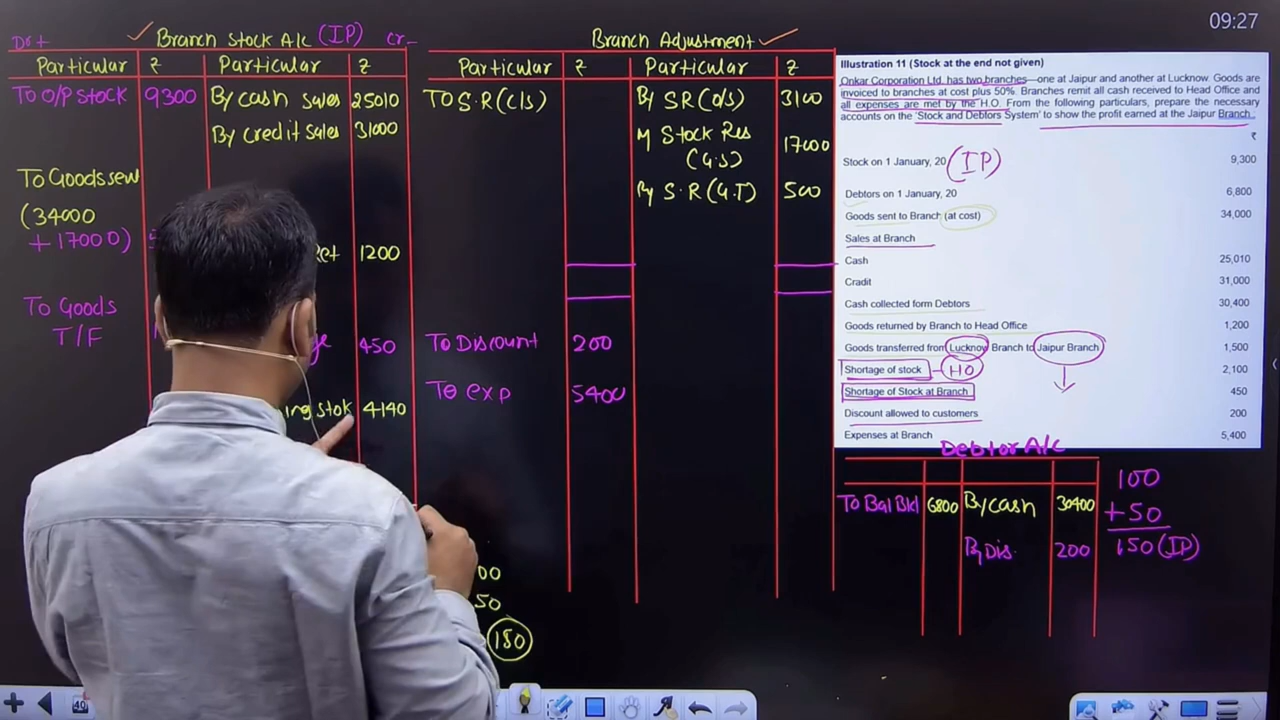 09:27
Dr+
Branch Stock A/c (IP)
Cr-
Particular ₹ Particular ₹
To O/P Stock 9300 By cash sales 25010
By credit sales 31000
To Goods sen
(34000
+ 17000)
Ret 1200
To Goods
T/F
ge 450
ing stok 4140
00
50
180
Branch Adjustment
Particular ₹ Particular ₹
TO S.R (C/S) By SR (O/S) 3100
Stock Res 17000
(G.S)
By S.R (G.T) 500
To Discount 200
To exp 5400
Illustration 11 (Stock at the end not given)
Onkar Corporation Ltd. has two branches—one at Jaipur and another at Lucknow. Goods are
invoiced to branches at cost plus 50%. Branches remit all cash received to Head Office and
all expenses are met by the H.O. From the following particulars, prepare the necessary
accounts on the 'Stock and Debtors System' to show the profit earned at the Jaipur Branch.
₹
Stock on 1 January, 20 (IP) 9,300
Debtors on 1 January, 20 6,800
Goods sent to Branch (at cost) 34,000
Sales at Branch
Cash 25,010
Cradit 31,000
Cash collected form Debtors 30,400
Goods returned by Branch to Head Office 1,200
Goods transferred from Lucknow Branch to Jaipur Branch 1,500
Shortage of stock - HO 2,100
Shortage of Stock at Branch 450
Discount allowed to customers 200
Expenses at Branch 5,400
Debtor A/c
To Bal Bld 6800 By cash 30400
By Dis. 200
100
+ 50
150 (IP)
40